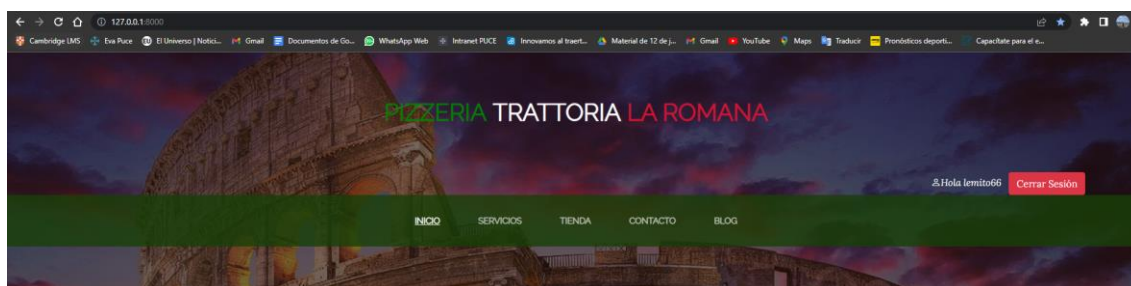 127.0.0.1:8000
Cambridge LMS Eva Puce El Universo | Notici... Gmail Documentos de Go... WhatsApp Web Intranet PUCE Innovamos al traert... Material de 12 de j... Gmail YouTube Maps Traducir Pronósticos deporti... Capacítate para el e...
PIZZERIA TRATTORIA LA ROMANA
Hola lemito66 Cerrar Sesión
INICIO SERVICIOS TIENDA CONTACTO BLOG